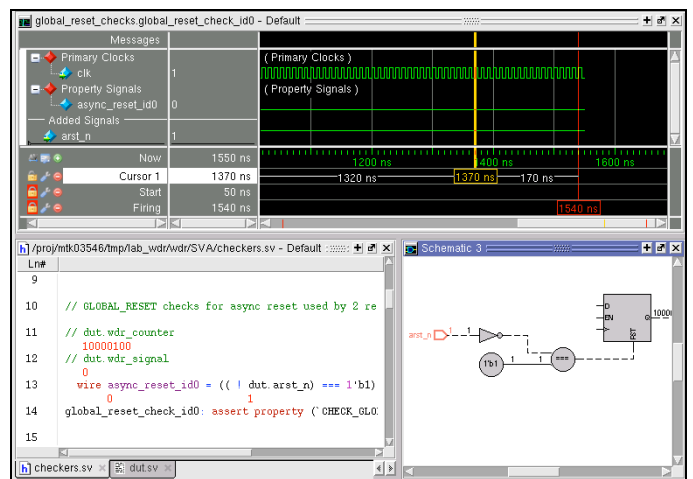 global_reset_checks.global_reset_check_id0 - Default
Messages
Primary Clocks
clk 1
Property Signals
async_reset_id0 0
Added Signals
arst_n 1
( Primary Clocks )
( Property Signals )
Now 1550 ns
1200 ns 1400 ns 1600 ns
Cursor 1 1370 ns
1320 ns 1370 ns 170 ns
Start 50 ns
Firing 1540 ns
1540 ns
/proj/mtk03546/tmp/lab_wdr/wdr/SVA/checkers.sv - Default
Ln#
9
10 // GLOBAL_RESET checks for async reset used by 2 re
11 // dut.wdr_counter
10000100
12 // dut.wdr_signal
0
13 wire async_reset_id0 = (( ! dut.arst_n) === 1'b1)
0 1
14 global_reset_check_id0: assert property (`CHECK_GLO
15
checkers.sv dut.sv
Schematic 3
arst_n 1 1
1'b1 1 1 ===
D
EN
Q 1000
RST